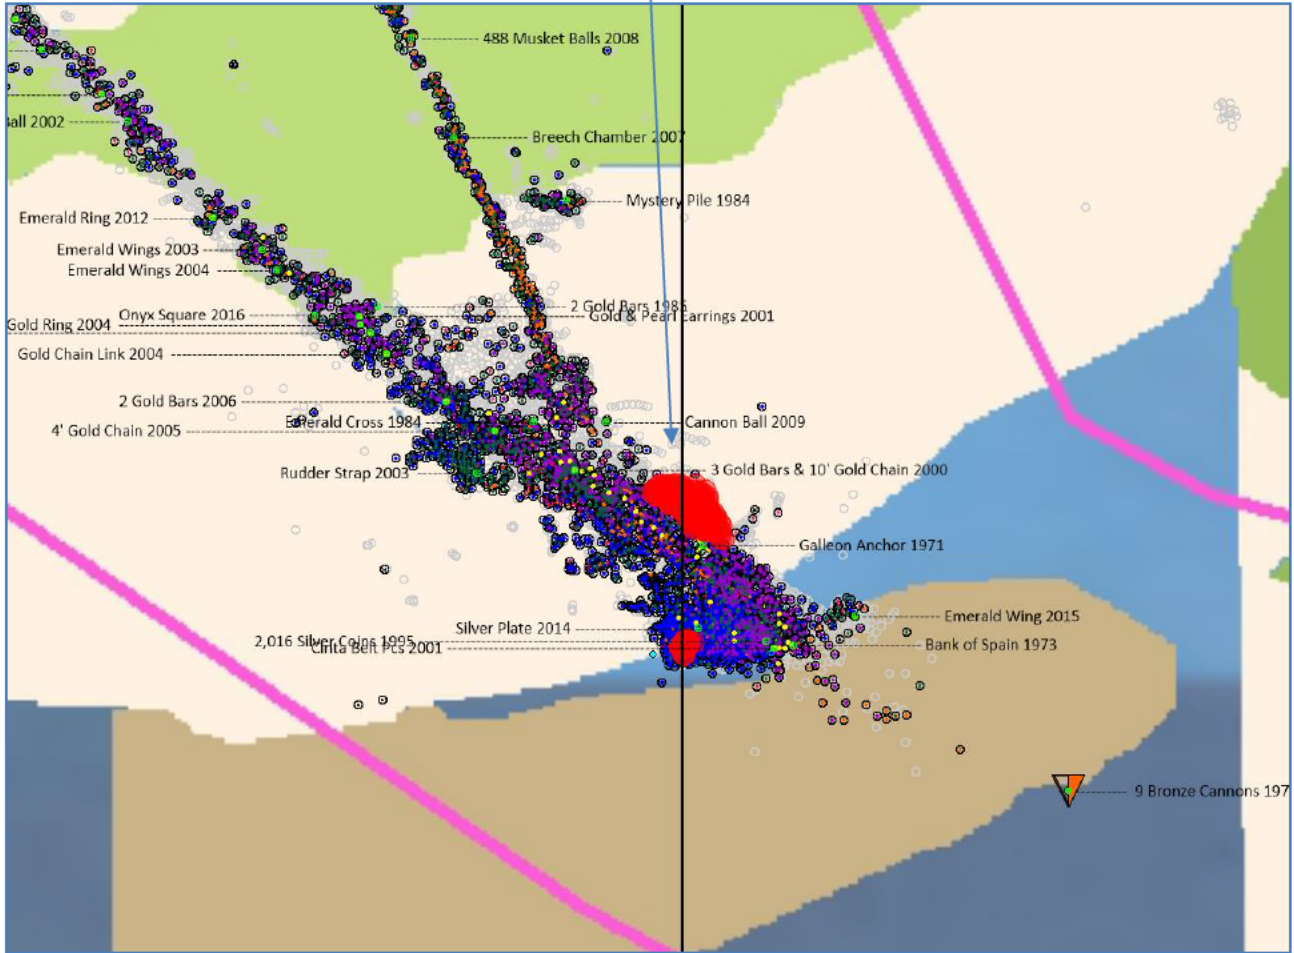 488 Musket Balls 2008
Ball 2002
Breech Chamber 2007
Mystery Pile 1984
Emerald Ring 2012
Emerald Wings 2003
Emerald Wings 2004
2 Gold Bars 1985
Onyx Square 2016
Gold & Pearl Earrings 2001
Gold Ring 2004
Gold Chain Link 2004
2 Gold Bars 2006
Emerald Cross 1984
Cannon Ball 2009
4' Gold Chain 2005
3 Gold Bars & 10' Gold Chain 2000
Rudder Strap 2003
Galleon Anchor 1971
Emerald Wing 2015
Silver Plate 2014
2,016 Silver Coins 1995
Cinta Belt Pcs 2001
Bank of Spain 1973
9 Bronze Cannons 197